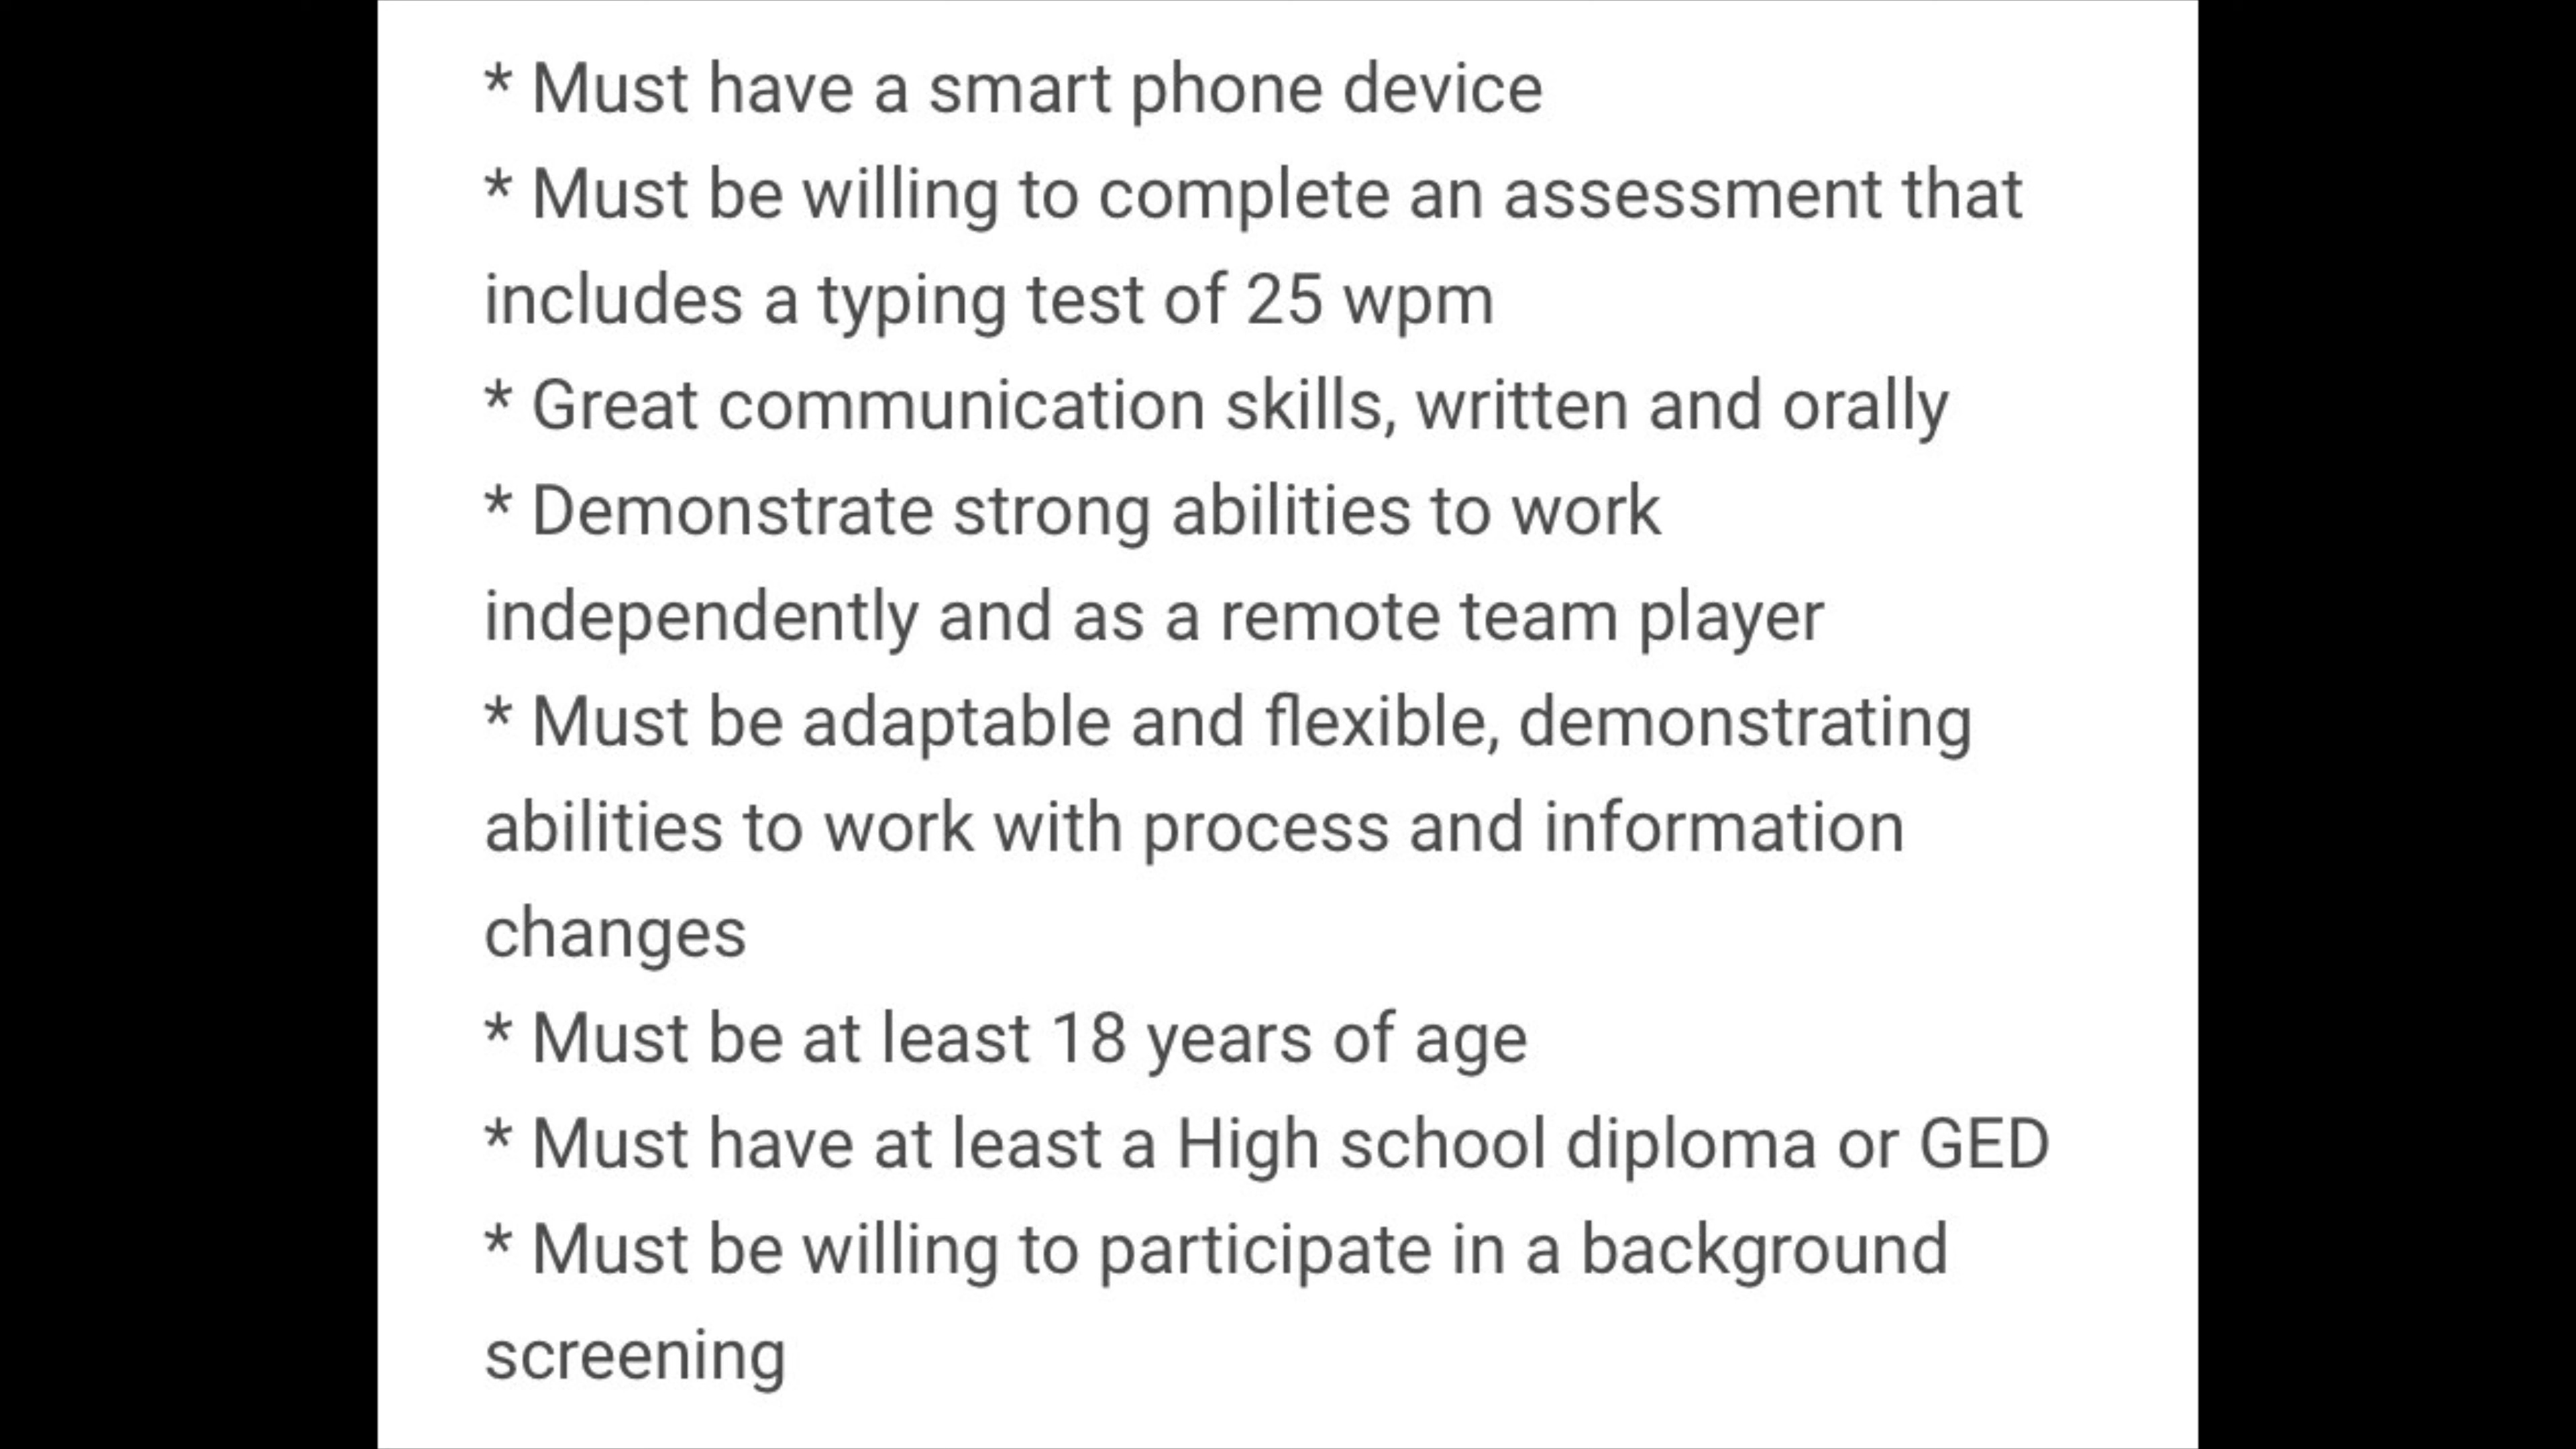 * Must have a smart phone device
* Must be willing to complete an assessment that
includes a typing test of 25 wpm
* Great communication skills, written and orally
* Demonstrate strong abilities to work
independently and as a remote team player
* Must be adaptable and flexible, demonstrating
abilities to work with process and information
changes
* Must be at least 18 years of age
* Must have at least a High school diploma or GED
* Must be willing to participate in a background
screening